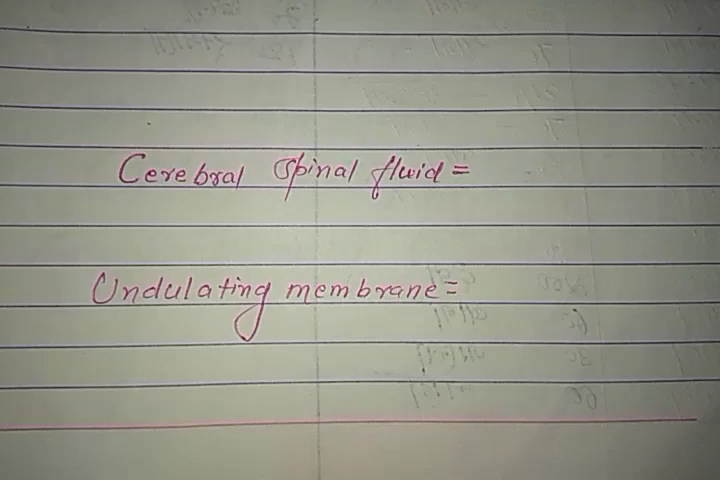 Cerebral Spinal fluid =
Undulating membrane =